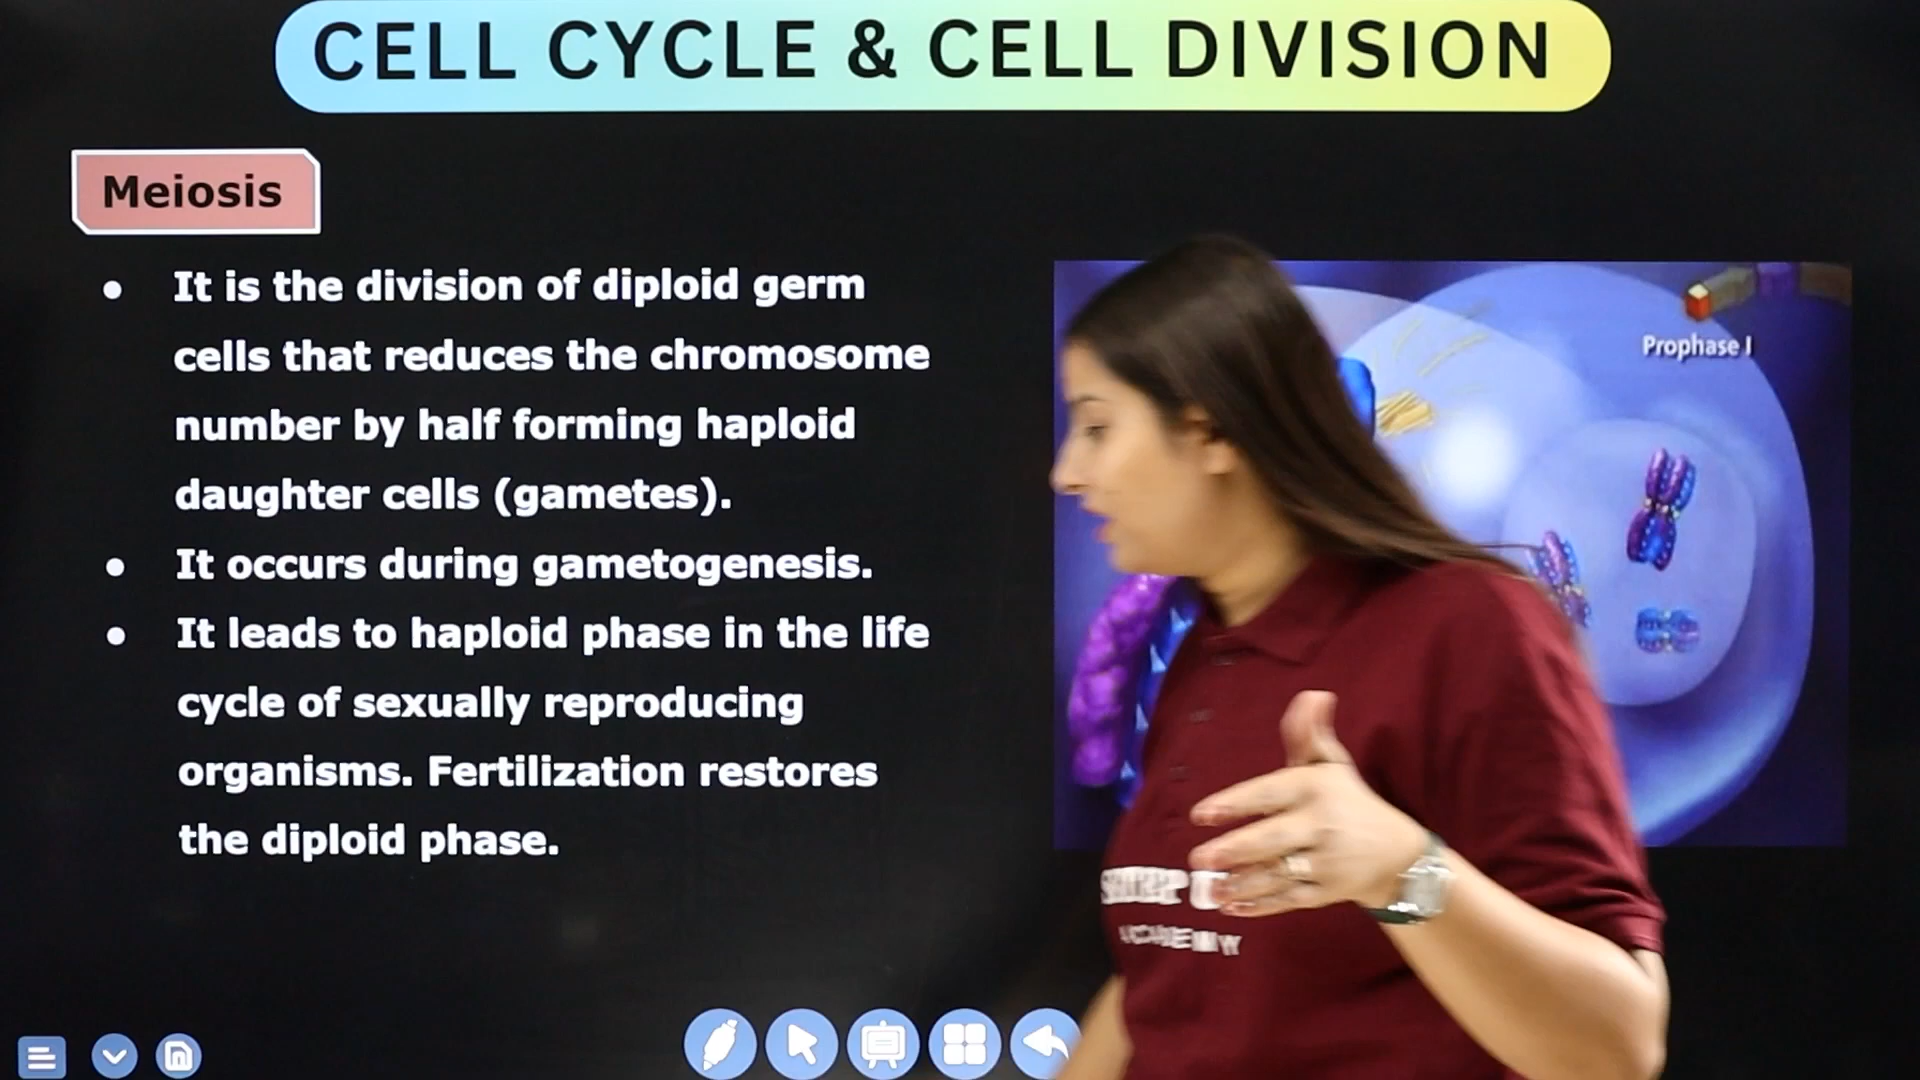 CELL CYCLE & CELL DIVISION
Meiosis
• It is the division of diploid germ
cells that reduces the chromosome
number by half forming haploid
daughter cells (gametes).
• It occurs during gametogenesis.
• It leads to haploid phase in the life
cycle of sexually reproducing
organisms. Fertilization restores
the diploid phase.
Prophase I
ACADEMY